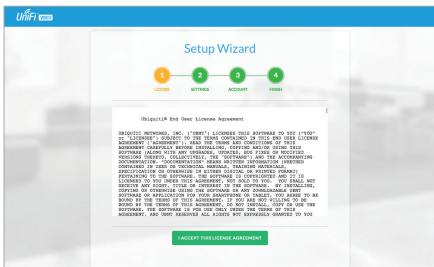 UniFi VIDEO
Setup Wizard
1 2 3 4
LICENSE SETTINGS ACCOUNT FINISH
Ubiquiti® End User License Agreement
UBIQUITI NETWORKS, INC. ("UBNT") LICENSES THIS SOFTWARE TO YOU ("YOU"
or "LICENSEE") SUBJECT TO THE TERMS CONTAINED IN THIS END USER LICENSE
AGREEMENT ("AGREEMENT"). READ THE TERMS AND CONDITIONS OF THIS
AGREEMENT CAREFULLY BEFORE INSTALLING, COPYING AND/OR USING THIS
SOFTWARE (ALONG WITH ANY UPGRADES, UPDATES, BUG FIXES OR MODIFIED
VERSIONS THERETO, COLLECTIVELY, THE "SOFTWARE") AND THE ACCOMPANYING
DOCUMENTATION. "DOCUMENTATION" MEANS WRITTEN INFORMATION (WHETHER
CONTAINED IN USER OR TECHNICAL MANUALS, TRAINING MATERIALS,
SPECIFICATION OR OTHERWISE IN EITHER DIGITAL OR PRINTED FORMAT)
PERTAINING TO THE SOFTWARE. THE SOFTWARE IS COPYRIGHTED AND IT IS
LICENSED TO YOU UNDER THIS AGREEMENT, NOT SOLD TO YOU. YOU SHALL NOT
RECEIVE ANY RIGHT, TITLE OR INTEREST IN THE SOFTWARE. BY INSTALLING,
COPYING OR OTHERWISE USING THE SOFTWARE OR ANY DOWNLOADABLE UBNT
SOFTWARE OR APPLICATION FOR YOUR SMARTPHONE OR TABLET, YOU AGREE TO BE
BOUND BY THE TERMS OF THIS AGREEMENT. IF YOU ARE NOT WILLING TO BE
BOUND BY THE TERMS OF THIS AGREEMENT, DO NOT INSTALL, COPY OR USE THE
SOFTWARE. THE SOFTWARE IS FOR USE ONLY UNDER THE TERMS OF THIS
AGREEMENT, AND UBNT RESERVES ALL RIGHTS NOT EXPRESSLY GRANTED TO YOU
I ACCEPT THIS LICENSE AGREEMENT